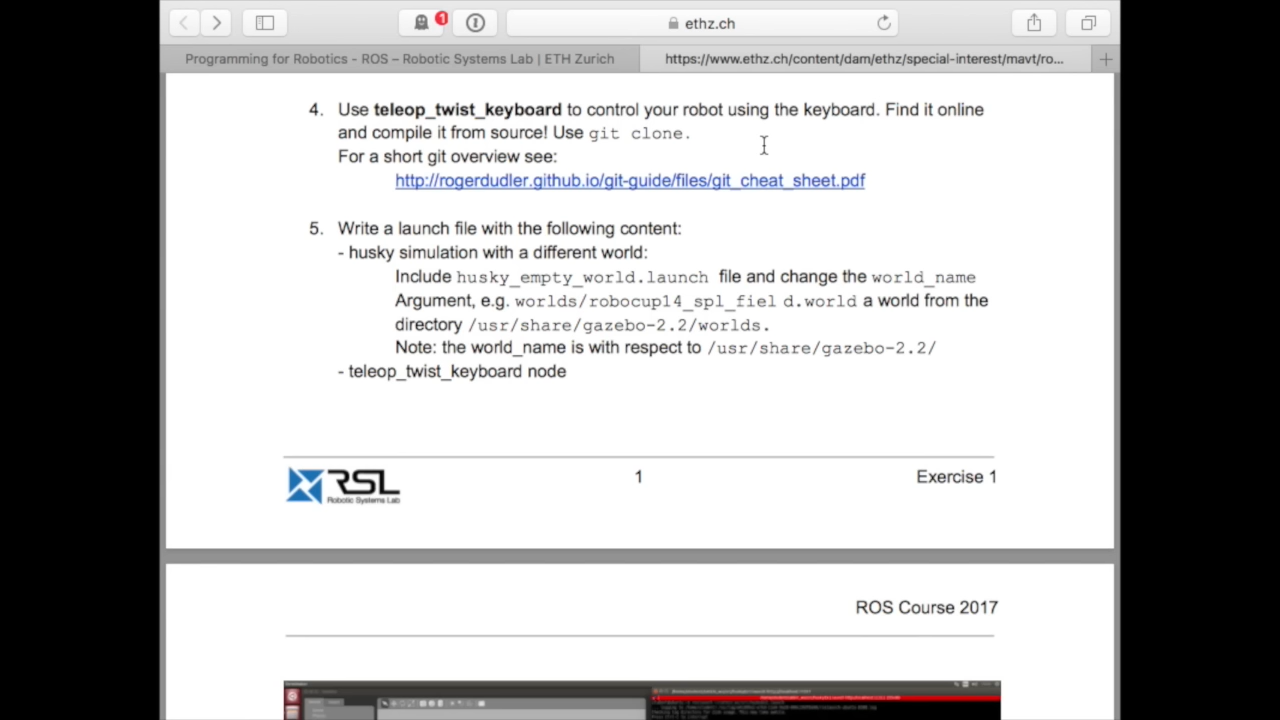 1
ethz.ch
Programming for Robotics - ROS – Robotic Systems Lab | ETH Zurich
https://www.ethz.ch/content/dam/ethz/special-interest/mavt/ro...
4. Use teleop_twist_keyboard to control your robot using the keyboard. Find it online
and compile it from source! Use git clone.
For a short git overview see:
http://rogerdudler.github.io/git-guide/files/git_cheat_sheet.pdf
5. Write a launch file with the following content:
- husky simulation with a different world:
Include husky_empty_world.launch file and change the world_name
Argument, e.g. worlds/robocup14_spl_fiel d.world a world from the
directory /usr/share/gazebo-2.2/worlds.
Note: the world_name is with respect to /usr/share/gazebo-2.2/
- teleop_twist_keyboard node
RSL
Robotic Systems Lab
1
Exercise 1
ROS Course 2017